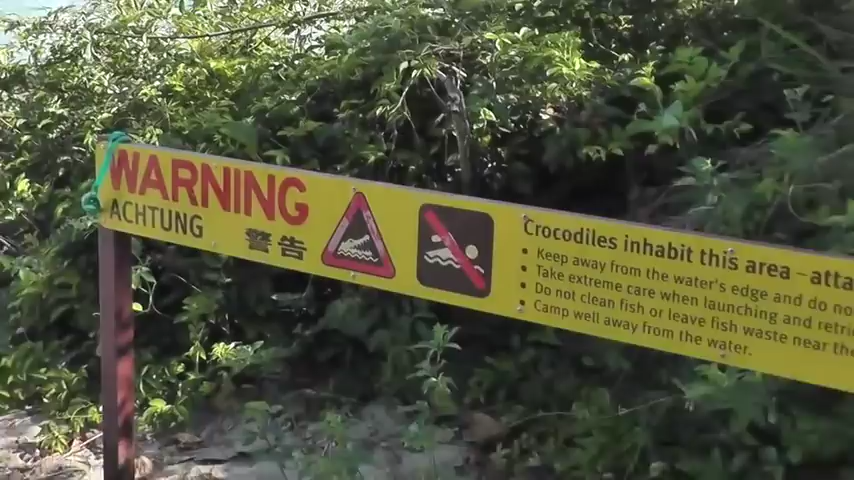 WARNING
ACHTUNG
警告
Crocodiles inhabit this area – atta
• Keep away from the water's edge and do no
• Take extreme care when launching and retri
• Do not clean fish or leave fish waste near the
• Camp well away from the water.